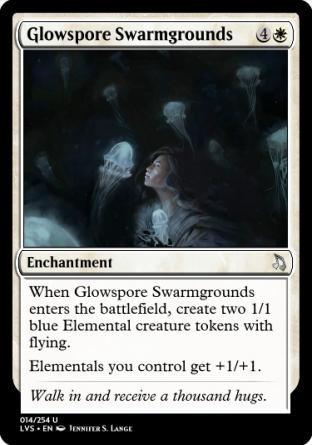 Glowspore Swarmgrounds 4
Enchantment
When Glowspore Swarmgrounds
enters the battlefield, create two 1/1
blue Elemental creature tokens with
flying.
Elementals you control get +1/+1.
Walk in and receive a thousand hugs.
014/254 U
LVS • EN JENNIFER S. LANGE